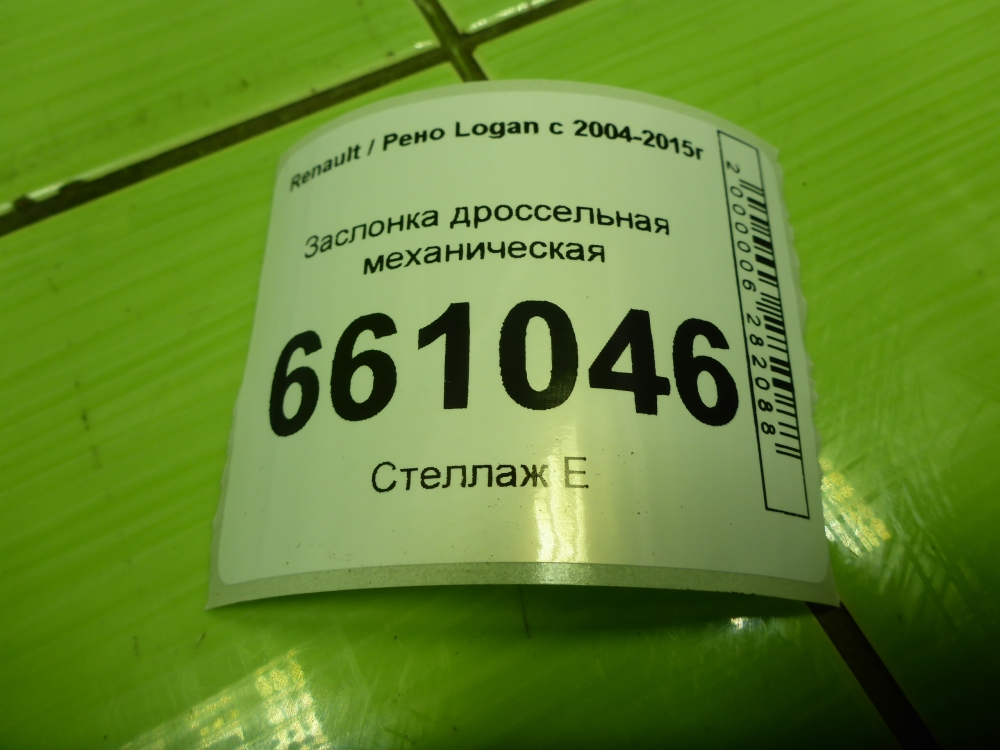 Renault / Рено Logan с 2004-2015г
Заслонка дроссельная
механическая
661046
Стеллаж Е
2000006282088